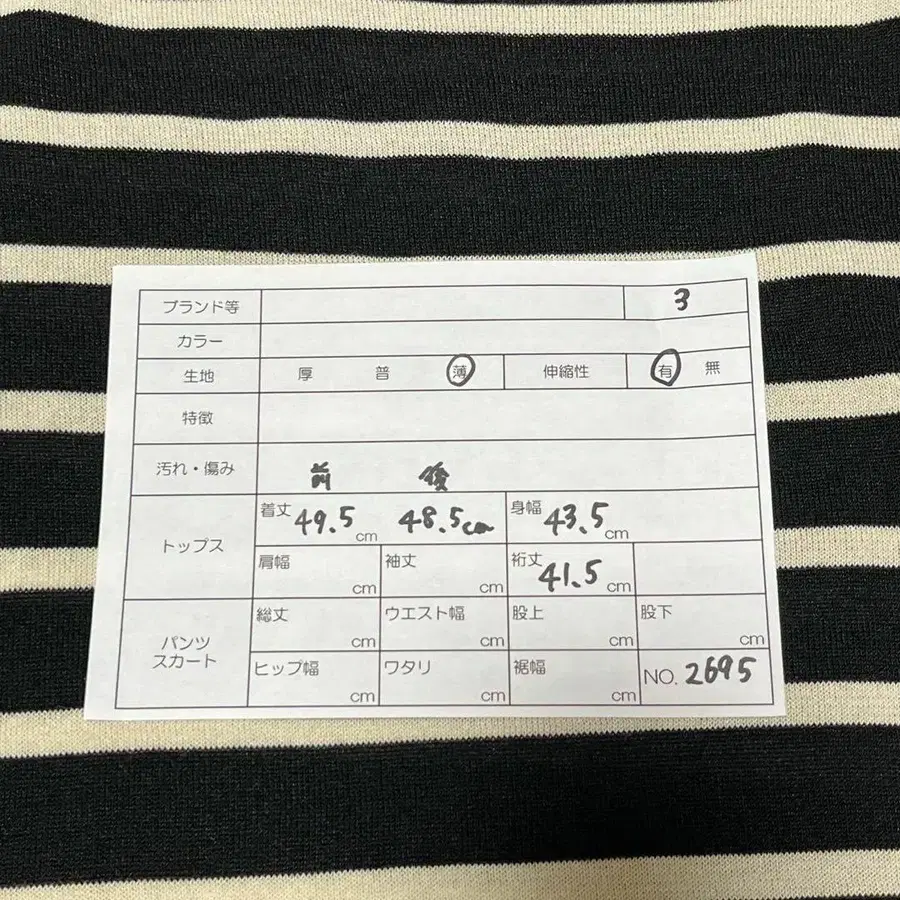 ブランド等 3
カラー
生地 厚 普 薄 伸縮性 有 無
特徴
汚れ・傷み 前 後
トップス 着丈 49.5 cm 48.5cm 身幅 43.5 cm
肩幅 cm 袖丈 cm 裄丈 41.5 cm
パンツ スカート 総丈 cm ウエスト幅 cm 股上 cm 股下 cm
ヒップ幅 cm ワタリ cm 裾幅 cm NO. 2695